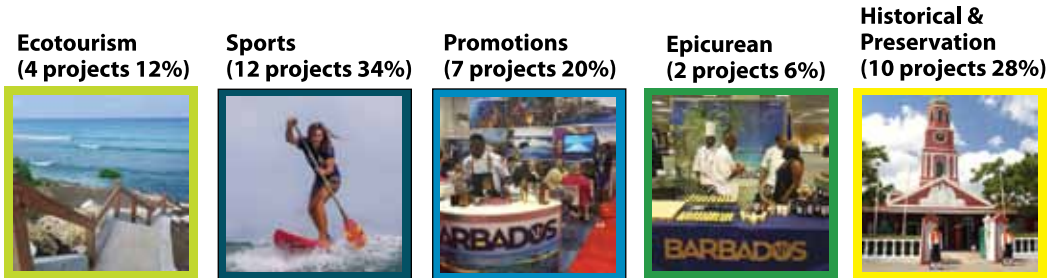 Ecotourism
(4 projects 12%)
Sports
(12 projects 34%)
Promotions
(7 projects 20%)
Epicurean
(2 projects 6%)
Historical &
Preservation
(10 projects 28%)
ARBADOS
BARBADOS